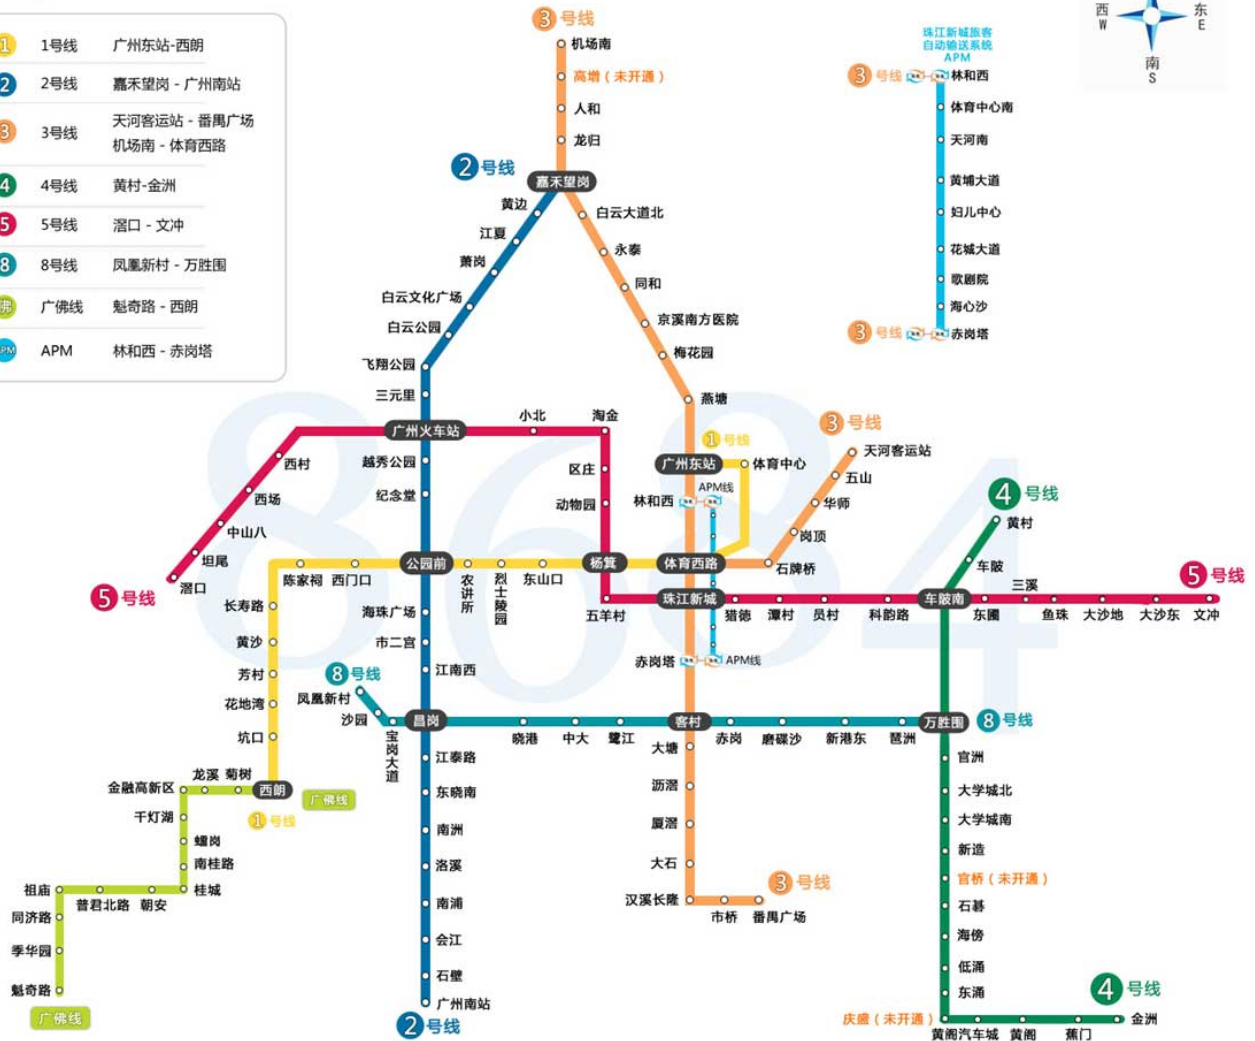 1 1号线 广州东站-西朗
2 2号线 嘉禾望岗 - 广州南站
3 3号线 天河客运站 - 番禺广场
机场南 - 体育西路
4 4号线 黄村-金洲
5 5号线 滘口 - 文冲
8 8号线 凤凰新村 - 万胜围
佛 广佛线 魁奇路 - 西朗
APM APM 林和西 - 赤岗塔
西
W
东
E
南
S
珠江新城旅客
自动输送系统
APM
3号线 林和西
体育中心南
天河南
黄埔大道
妇儿中心
花城大道
歌剧院
海心沙
3号线 赤岗塔
3号线
机场南
高增（未开通）
人和
龙归
2号线
嘉禾望岗
黄边
江夏
萧岗
白云文化广场
白云公园
飞翔公园
三元里
白云大道北
永泰
同和
京溪南方医院
梅花园
燕塘
广州火车站
小北
淘金
西村
西场
中山八
坦尾
滘口
5号线
越秀公园
纪念堂
区庄
动物园
1号线
广州东站
体育中心
林和西
APM线
3号线
天河客运站
五山
华师
岗顶
石牌桥
4号线
黄村
车陂
陈家祠
西门口
公园前
农讲所
烈士陵园
东山口
杨箕
体育西路
五羊村
珠江新城
猎德
潭村
员村
科韵路
车陂南
东圃
三溪
鱼珠
大沙地
大沙东
文冲
5号线
长寿路
黄沙
芳村
花地湾
坑口
海珠广场
市二宫
江南西
赤岗塔
APM线
8号线
凤凰新村
沙园
宝岗大道
昌岗
晓港
中大
鹭江
客村
赤岗
磨碟沙
新港东
琶洲
万胜围
8号线
金融高新区
龙溪
菊树
西朗
广佛线
1号线
千灯湖
蠕岗
南桂路
桂城
祖庙
普君北路
朝安
同济路
季华园
魁奇路
广佛线
江泰路
东晓南
南洲
洛溪
南浦
会江
石壁
广州南站
2号线
大塘
沥滘
厦滘
大石
汉溪长隆
市桥
番禺广场
3号线
官洲
大学城北
大学城南
新造
官桥（未开通）
石碁
海傍
低涌
东涌
庆盛（未开通）
黄阁汽车城
黄阁
蕉门
金洲
4号线
8684